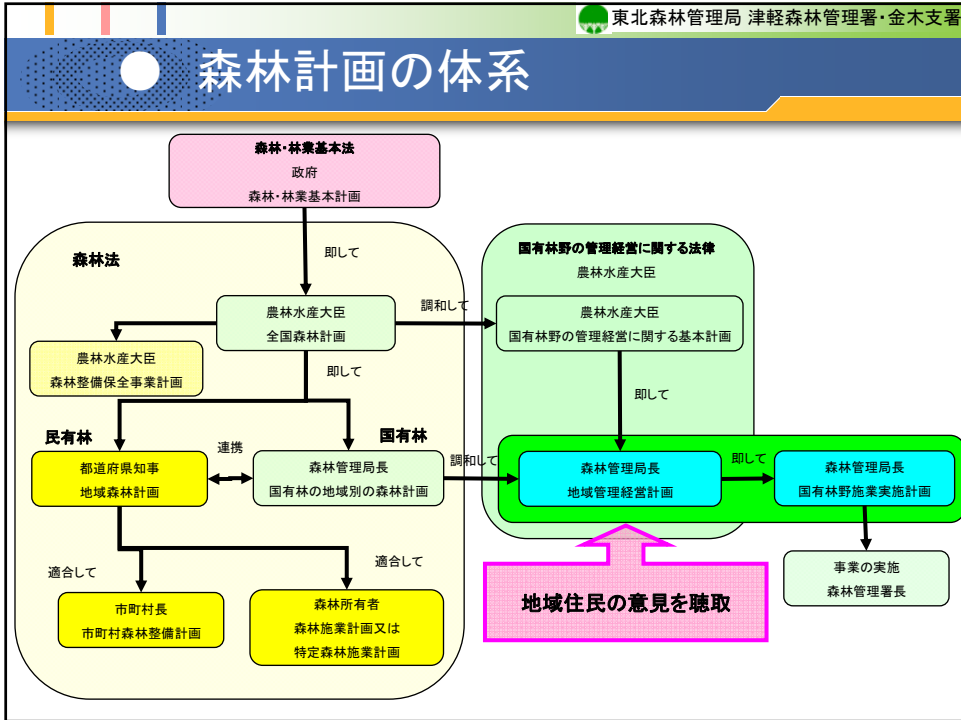 東北森林管理局 津軽森林管理署・金木支署
森林計画の体系
森林・林業基本法
政府
森林・林業基本計画
即して
森林法
農林水産大臣
全国森林計画
調和して
農林水産大臣
森林整備保全事業計画
即して
民有林
国有林
都道府県知事
地域森林計画
連携
森林管理局長
国有林の地域別の森林計画
調和して
適合して
適合して
市町村長
市町村森林整備計画
森林所有者
森林施業計画又は
特定森林施業計画
国有林野の管理経営に関する法律
農林水産大臣
農林水産大臣
国有林野の管理経営に関する基本計画
即して
森林管理局長
地域管理経営計画
即して
森林管理局長
国有林野施業実施計画
地域住民の意見を聴取
事業の実施
森林管理署長